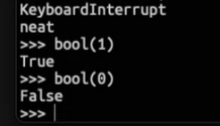 KeyboardInterrupt
neat
>>> bool(1)
True
>>> bool(0)
False
>>>